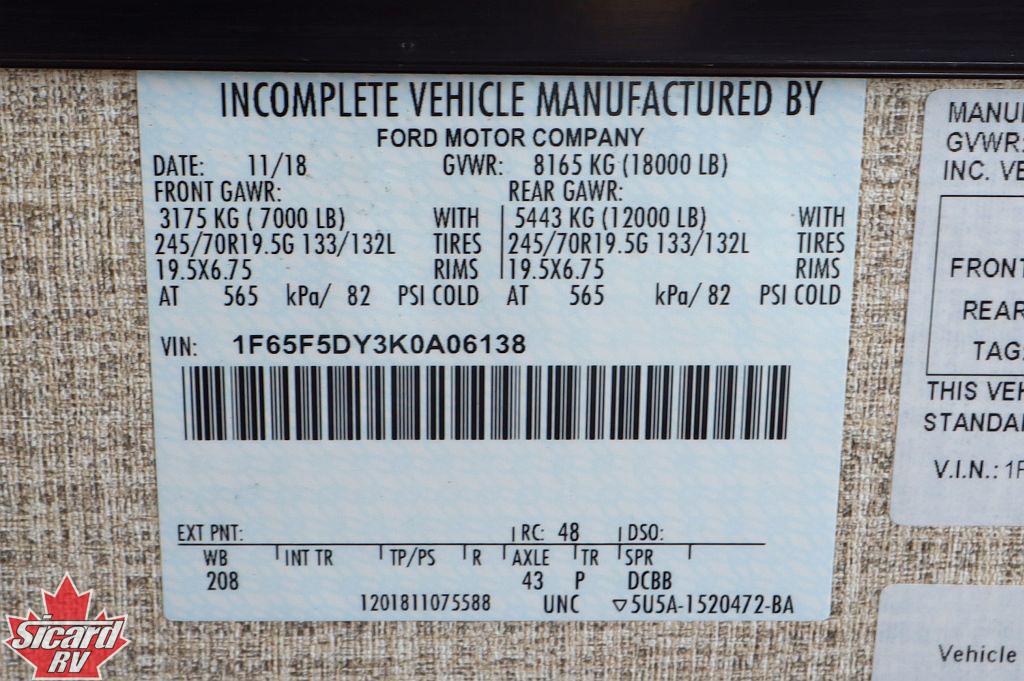 INCOMPLETE VEHICLE MANUFACTURED BY
FORD MOTOR COMPANY
DATE: 11/18 GVWR: 8165 KG (18000 LB)
FRONT GAWR: REAR GAWR:
3175 KG ( 7000 LB) WITH 5443 KG (12000 LB) WITH
245/70R19.5G 133/132L TIRES 245/70R19.5G 133/132L TIRES
19.5X6.75 RIMS 19.5X6.75 RIMS
AT 565 kPa/ 82 PSI COLD AT 565 kPa/ 82 PSI COLD
VIN: 1F65F5DY3K0A06138
EXT PNT: RC: 48 DSO:
WB INT TR TP/PS R AXLE TR SPR
208 43 P DCBB
1201811075588 UNC ▽5U5A-1520472-BA
GVWR:
INC.
FRONT
REAR
TAG:
THIS
V.I.N.: 1F
Vehicle
Sicard
RV